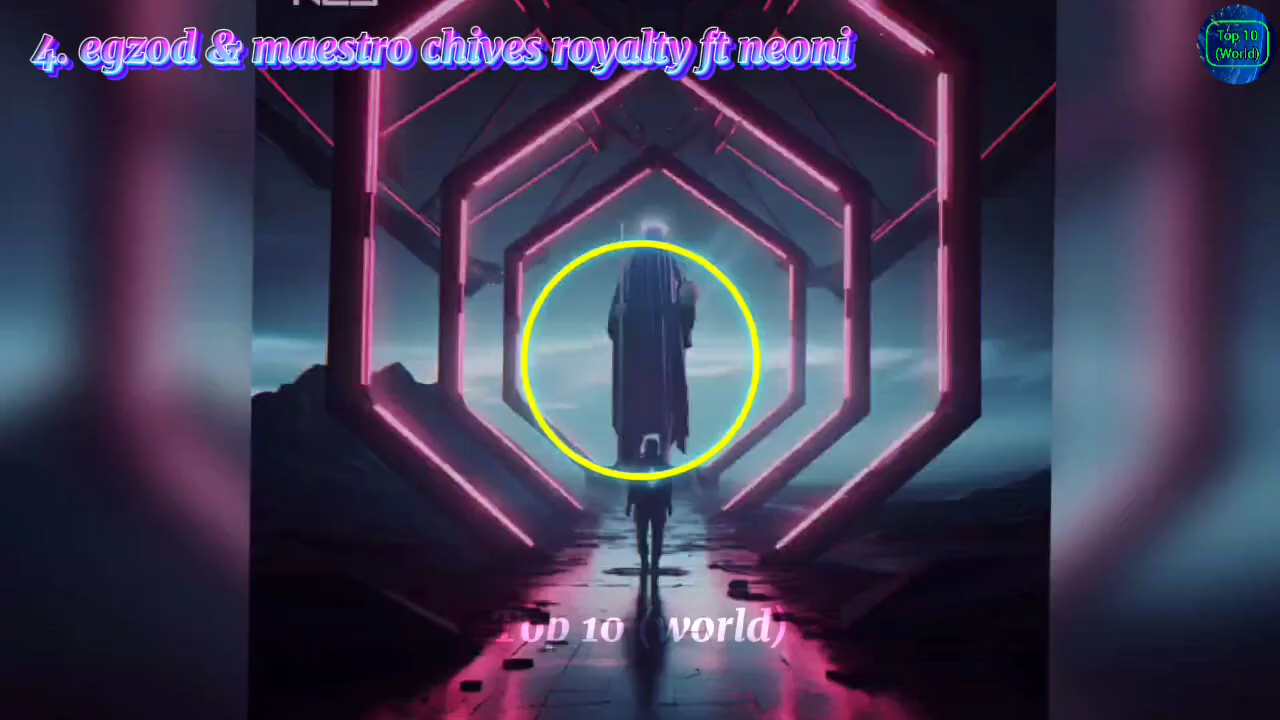 4. egzod & maestro chives royalty ft neoni
Top 10
(World)
Top 10 (world)